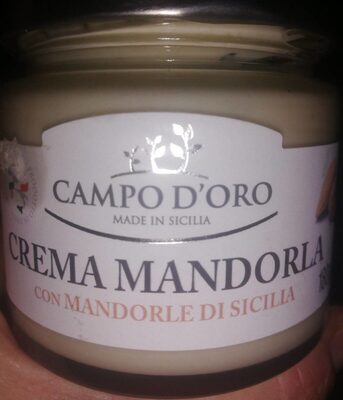 CAMPO D'ORO
MADE IN SICILIA
CREMA MANDORLA
CON MANDORLE DI SICILIA